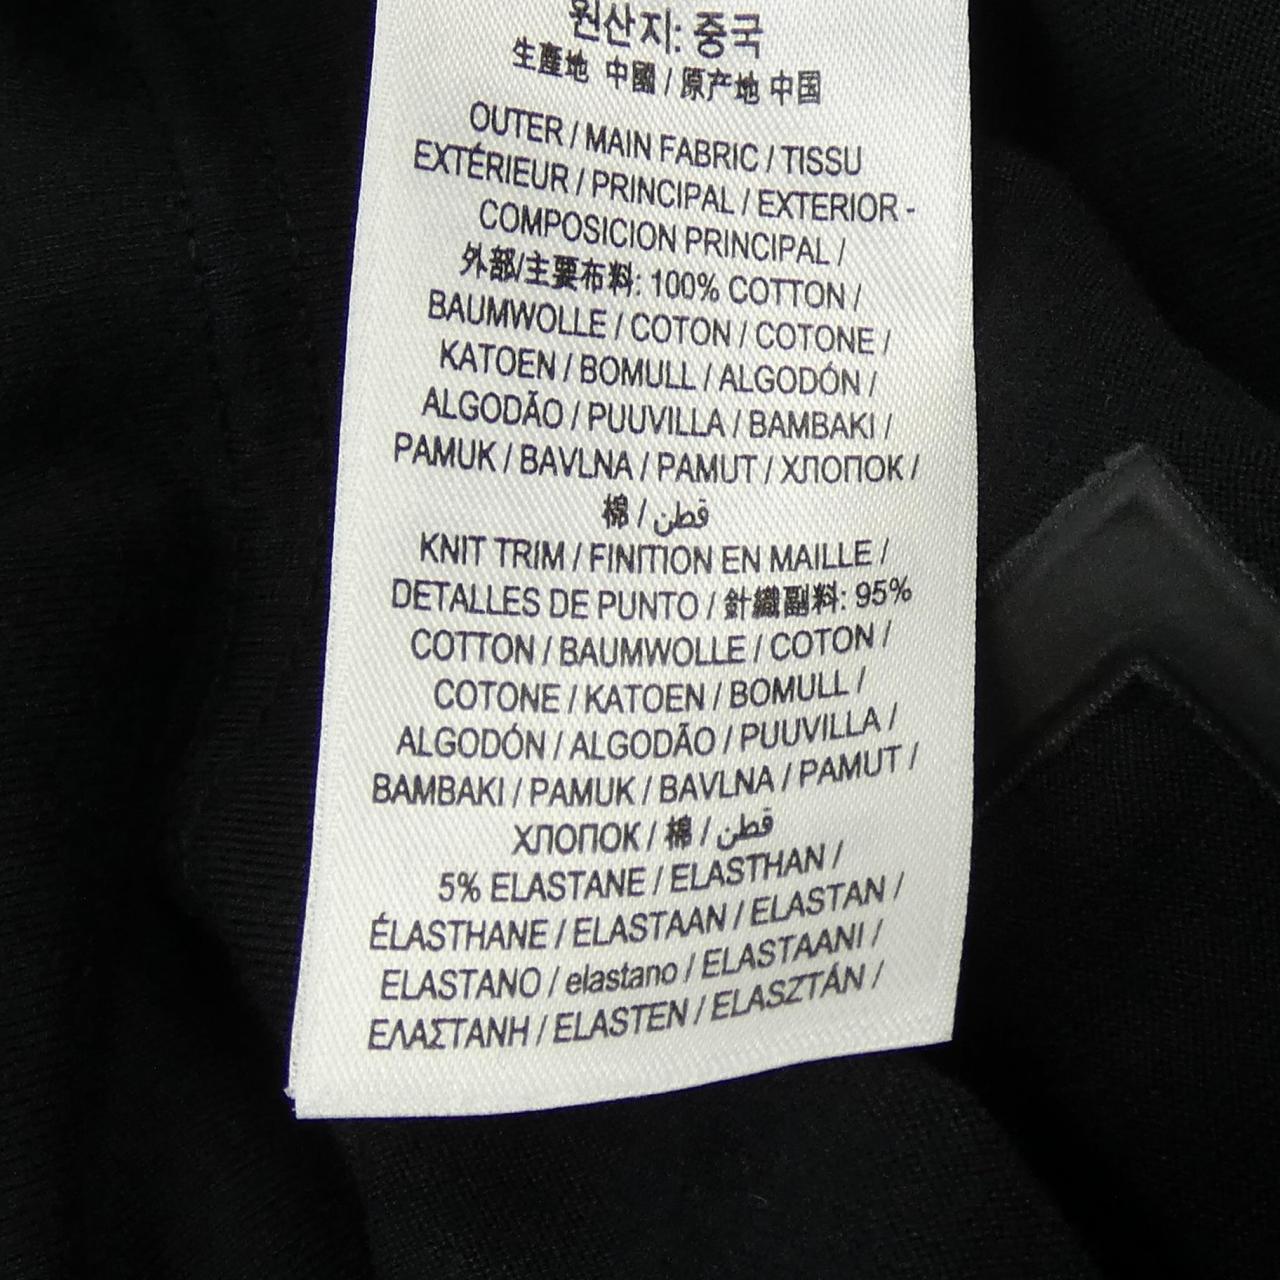 원산지: 중국
生產地 中國 / 原产地 中国
OUTER / MAIN FABRIC / TISSU
EXTÉRIEUR / PRINCIPAL / EXTERIOR -
COMPOSICION PRINCIPAL /
外部/主要布料: 100% COTTON /
BAUMWOLLE / COTON / COTONE /
KATOEN / BOMULL / ALGODÓN /
ALGODÃO / PUUVILLA / BAMBAKI /
PAMUK / BAVLNA / PAMUT / ХЛОПОК /
棉 / قطن
KNIT TRIM / FINITION EN MAILLE /
DETALLES DE PUNTO / 針織副料: 95%
COTTON / BAUMWOLLE / COTON /
COTONE / KATOEN / BOMULL /
ALGODÓN / ALGODÃO / PUUVILLA /
BAMBAKI / PAMUK / BAVLNA / PAMUT /
ХЛОПОК / 棉 / قطن
5% ELASTANE / ELASTHAN /
ÉLASTHANE / ELASTAAN / ELASTAN /
ELASTANO / elastano / ELASTAANI /
ΕΛΑΣΤΑΝΗ / ELASTEN / ELASZTÁN /